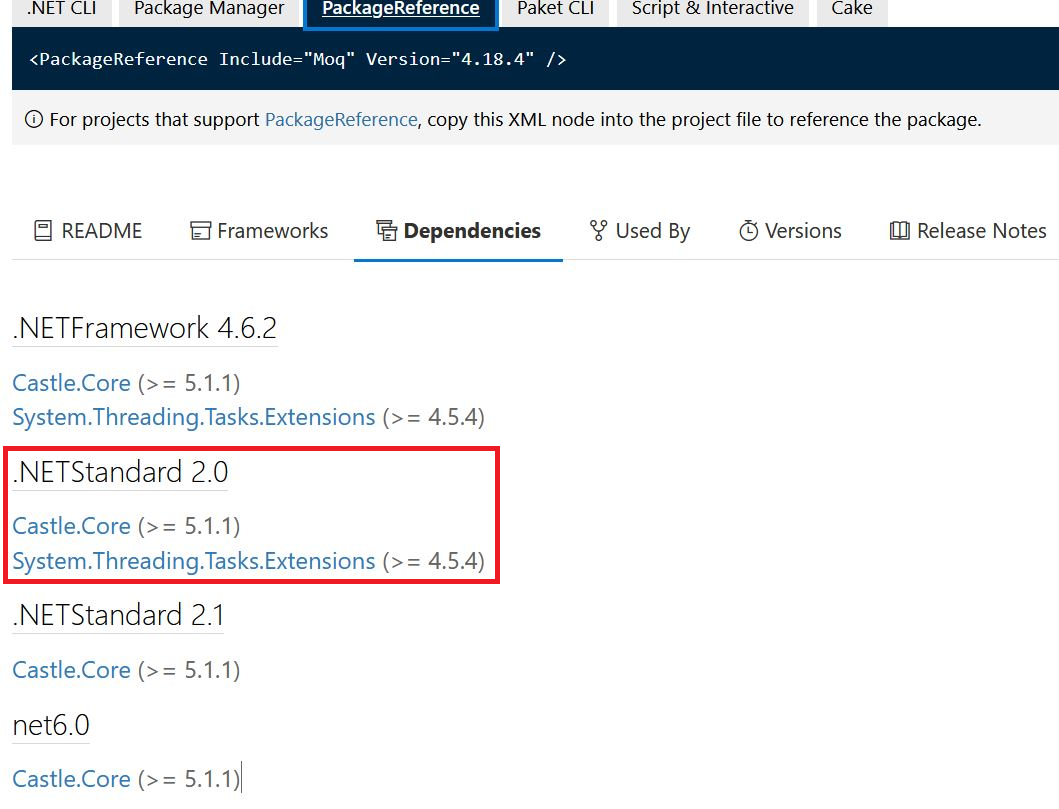 .NET CLI Package Manager PackageReference Paket CLI Script & Interactive Cake
<PackageReference Include="Moq" Version="4.18.4" />
For projects that support PackageReference, copy this XML node into the project file to reference the package.
README Frameworks Dependencies Used By Versions Release Notes
.NETFramework 4.6.2
Castle.Core (>= 5.1.1)
System.Threading.Tasks.Extensions (>= 4.5.4)
.NETStandard 2.0
Castle.Core (>= 5.1.1)
System.Threading.Tasks.Extensions (>= 4.5.4)
.NETStandard 2.1
Castle.Core (>= 5.1.1)
net6.0
Castle.Core (>= 5.1.1)